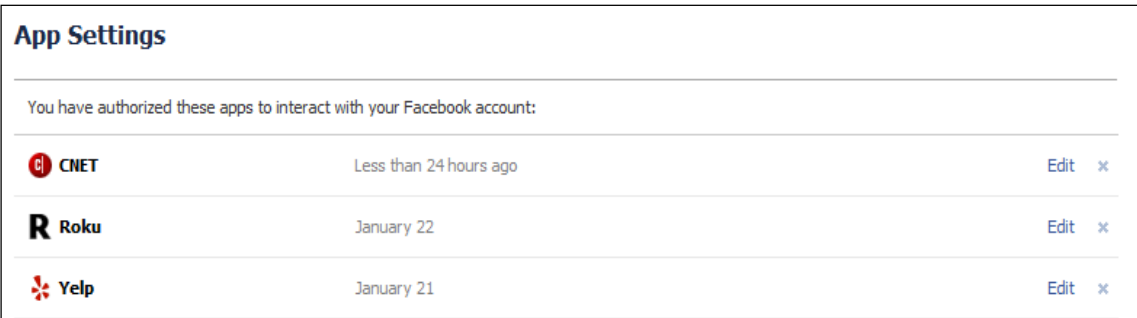 App Settings
You have authorized these apps to interact with your Facebook account:
CNET Less than 24 hours ago Edit ×
Roku January 22 Edit ×
Yelp January 21 Edit ×